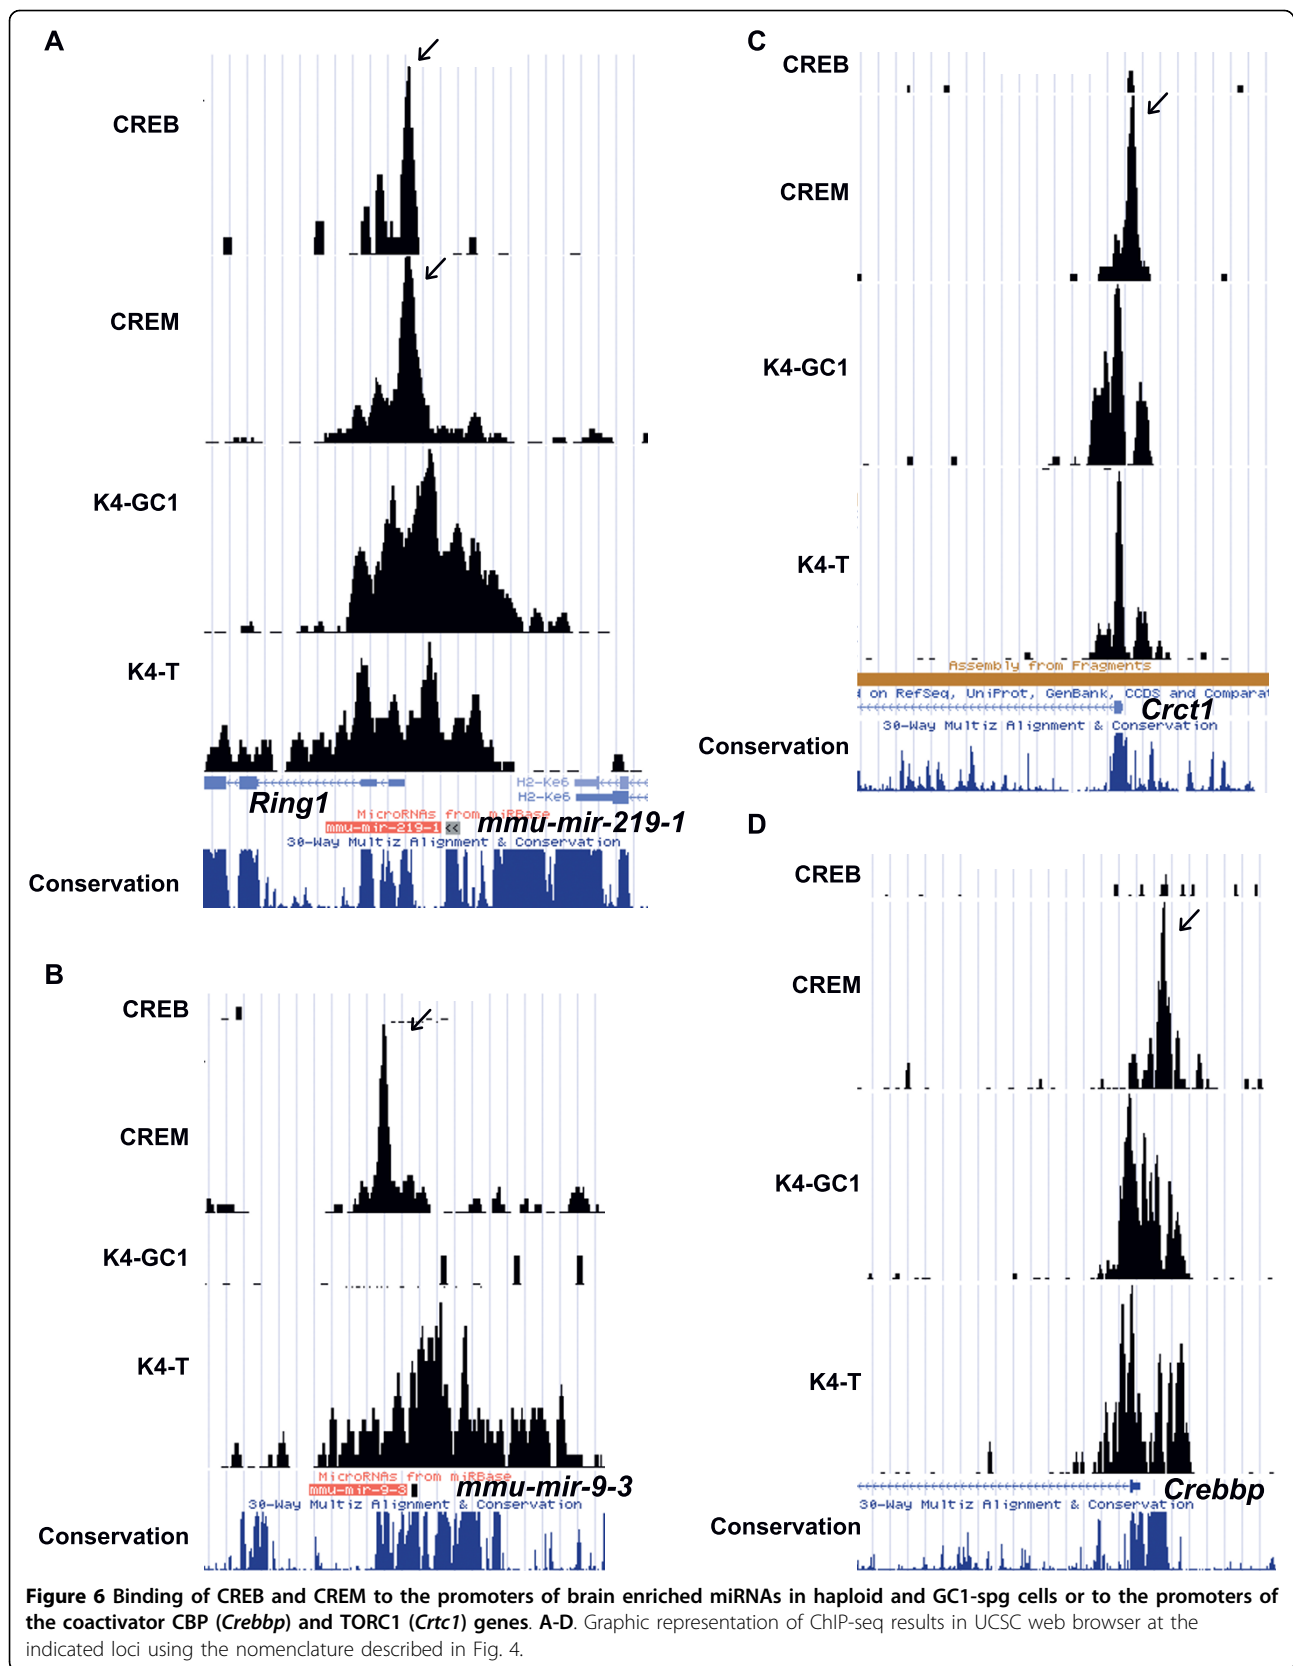 A
CREB
CREM
K4-GC1
K4-T
H2-Ke6
H2-Ke6
Ring1
MicroRNAs from miRBase
mmu-mir-219-1
<<
mmu-mir-219-1
30-Way Multiz Alignment & Conservation
Conservation
B
CREB
CREM
K4-GC1
K4-T
MicroRNAs from miRBase
mmu-mir-9-3
mmu-mir-9-3
30-Way Multiz Alignment & Conservation
Conservation
C
CREB
CREM
K4-GC1
K4-T
Assembly from Fragments
on RefSeq, UniProt, GenBank, CCDS and Comparat
Crct1
30-Way Multiz Alignment & Conservation
Conservation
D
CREB
CREM
K4-GC1
K4-T
Crebbp
30-Way Multiz Alignment & Conservation
Conservation
Figure 6 Binding of CREB and CREM to the promoters of brain enriched miRNAs in haploid and GC1-spg cells or to the promoters of
the coactivator CBP (Crebbp) and TORC1 (Crtc1) genes. A-D. Graphic representation of ChIP-seq results in UCSC web browser at the
indicated loci using the nomenclature described in Fig. 4.